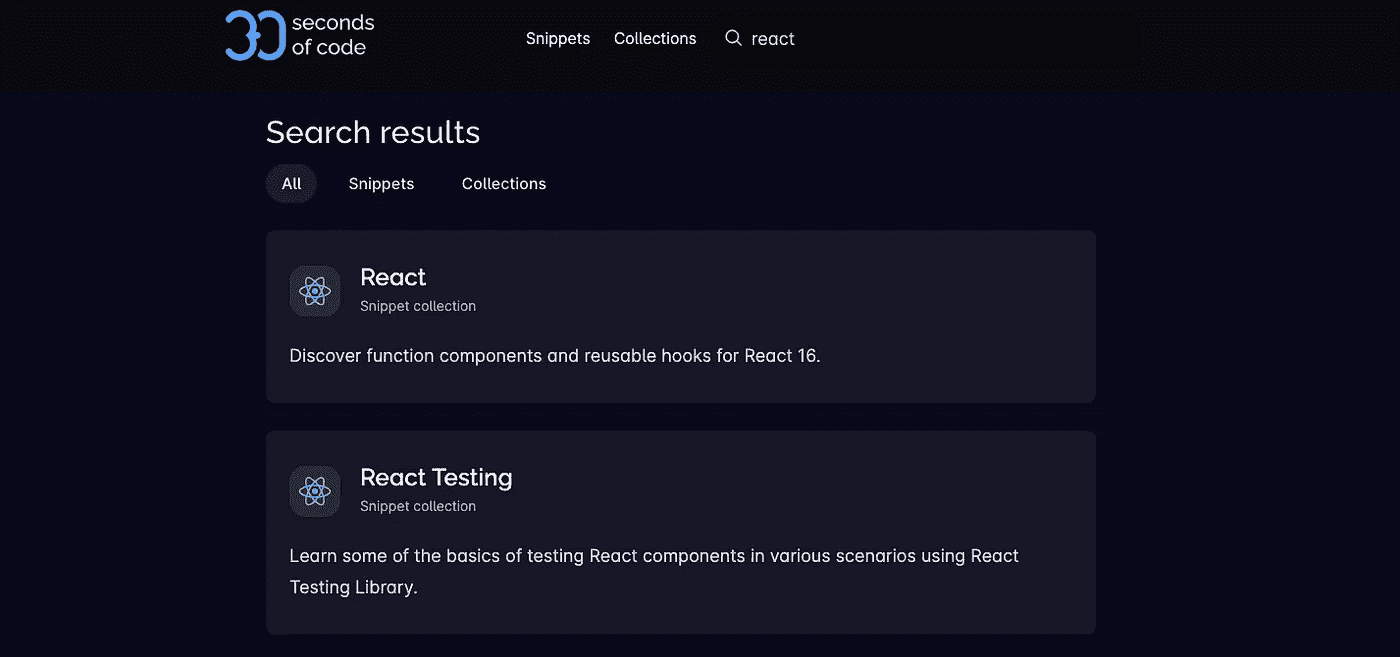 30 seconds
of code
Snippets Collections react
Search results
All Snippets Collections
React
Snippet collection
Discover function components and reusable hooks for React 16.
React Testing
Snippet collection
Learn some of the basics of testing React components in various scenarios using React
Testing Library.